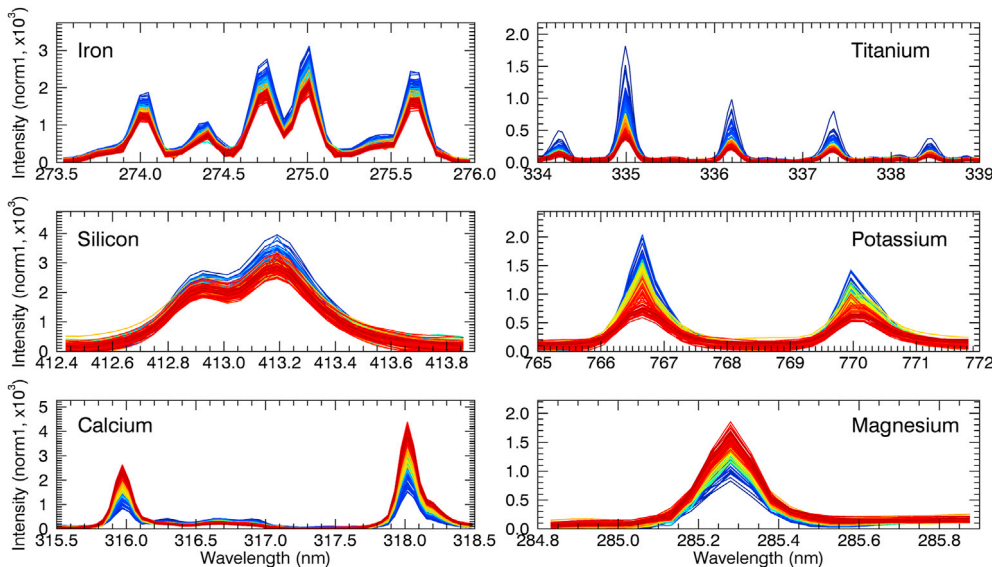 Intensity (norm1, x10³)
3
2
1
0
Iron
273.5 274.0 274.5 275.0 275.5 276.0
2.0
1.5
1.0
0.5
0.0
Titanium
334 335 336 337 338 339
Intensity (norm1, x10³)
5
4
3
2
1
0
Silicon
412.4 412.6 412.8 413.0 413.2 413.4 413.6 413.8
2.0
1.5
1.0
0.5
0.0
Potassium
765 766 767 768 769 770 771 772
Intensity (norm1, x10³)
5
4
3
2
1
0
Calcium
315.5 316.0 316.5 317.0 317.5 318.0 318.5
Wavelength (nm)
2.0
1.5
1.0
0.5
0.0
Magnesium
284.8 285.0 285.2 285.4 285.6 285.8
Wavelength (nm)